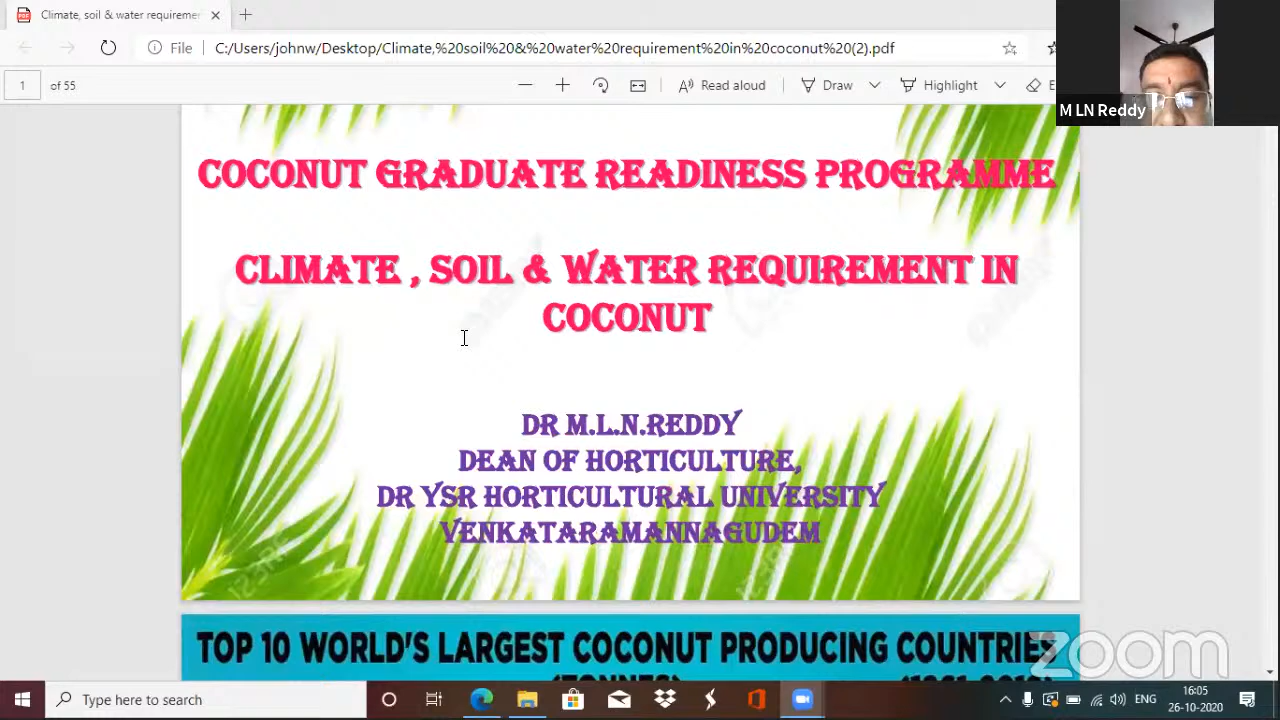 Climate, soil & water requiremen
File
C:/Users/johnw/Desktop/Climate,%20soil%20&%20water%20requirement%20in%20coconut%20(2).pdf
1 of 55
Read aloud
Draw
Highlight
E
M LN Reddy
COCONUT GRADUATE READINESS PROGRAMME
CLIMATE , SOIL & WATER REQUIREMENT IN
COCONUT
DR M.L.N.REDDY
DEAN OF HORTICULTURE,
DR YSR HORTICULTURAL UNIVERSITY
VENKATARAMANNAGUDEM
TOP 10 WORLD'S LARGEST COCONUT PRODUCING COUNTRIES
zoom
Type here to search
ENG
16:05
26-10-2020